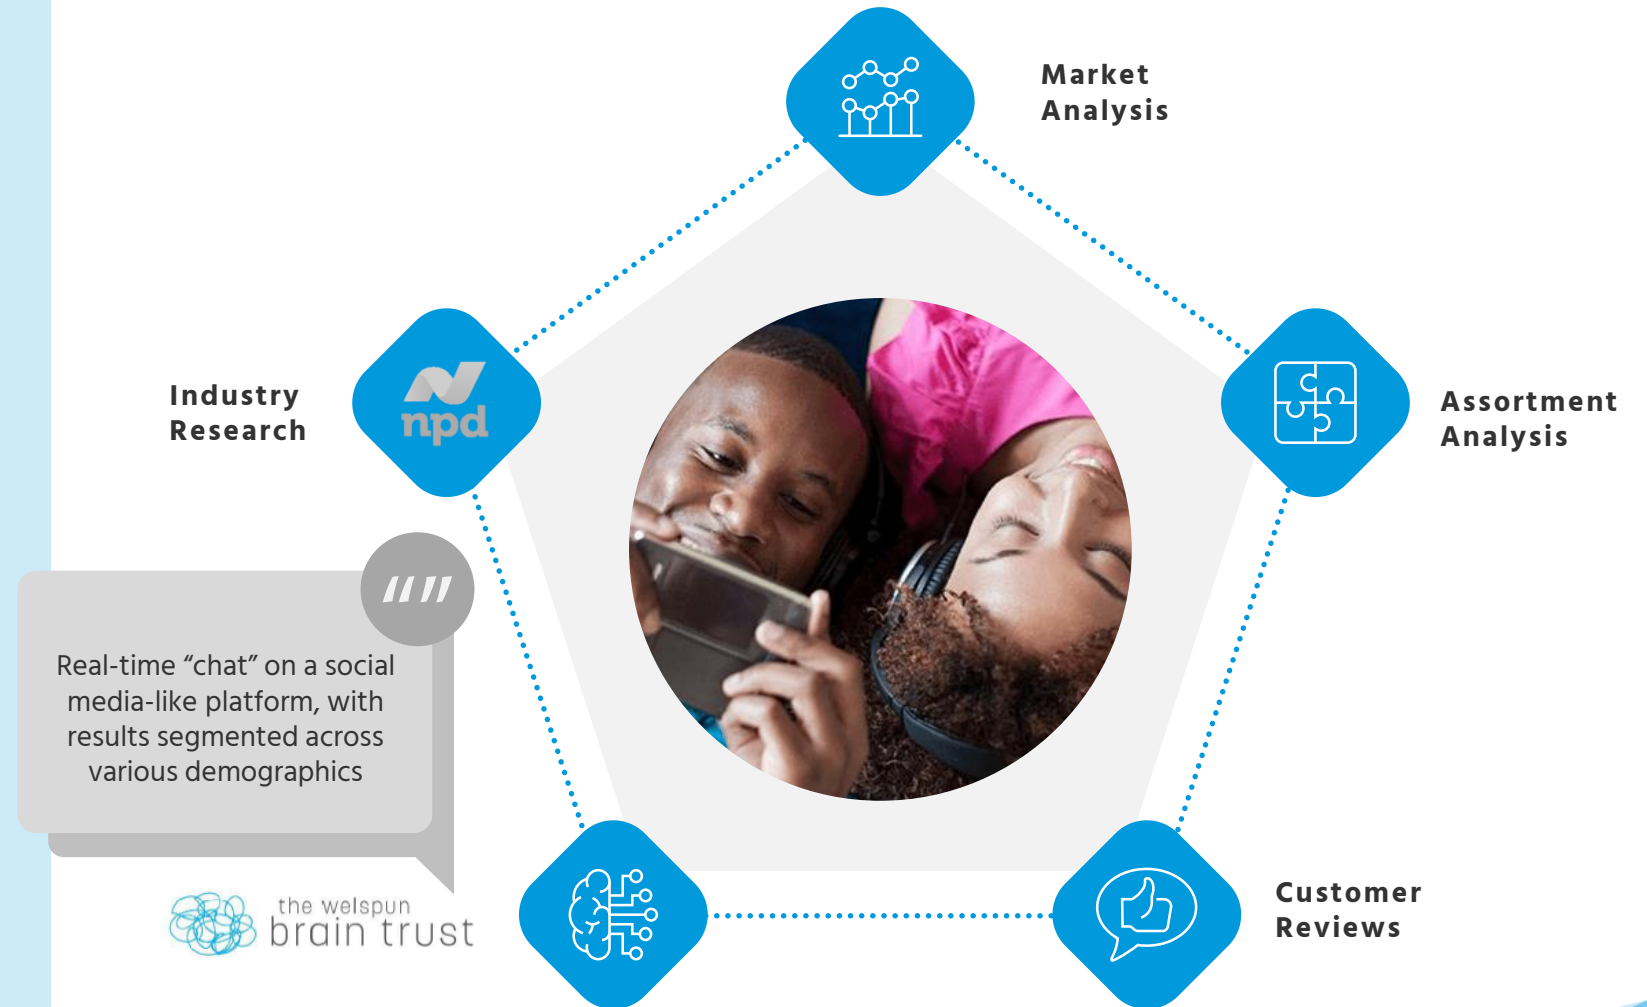 Market
Analysis
Industry
Research
npd
Assortment
Analysis
Real-time “chat” on a social
media-like platform, with
results segmented across
various demographics
the welspun
brain trust
Customer
Reviews